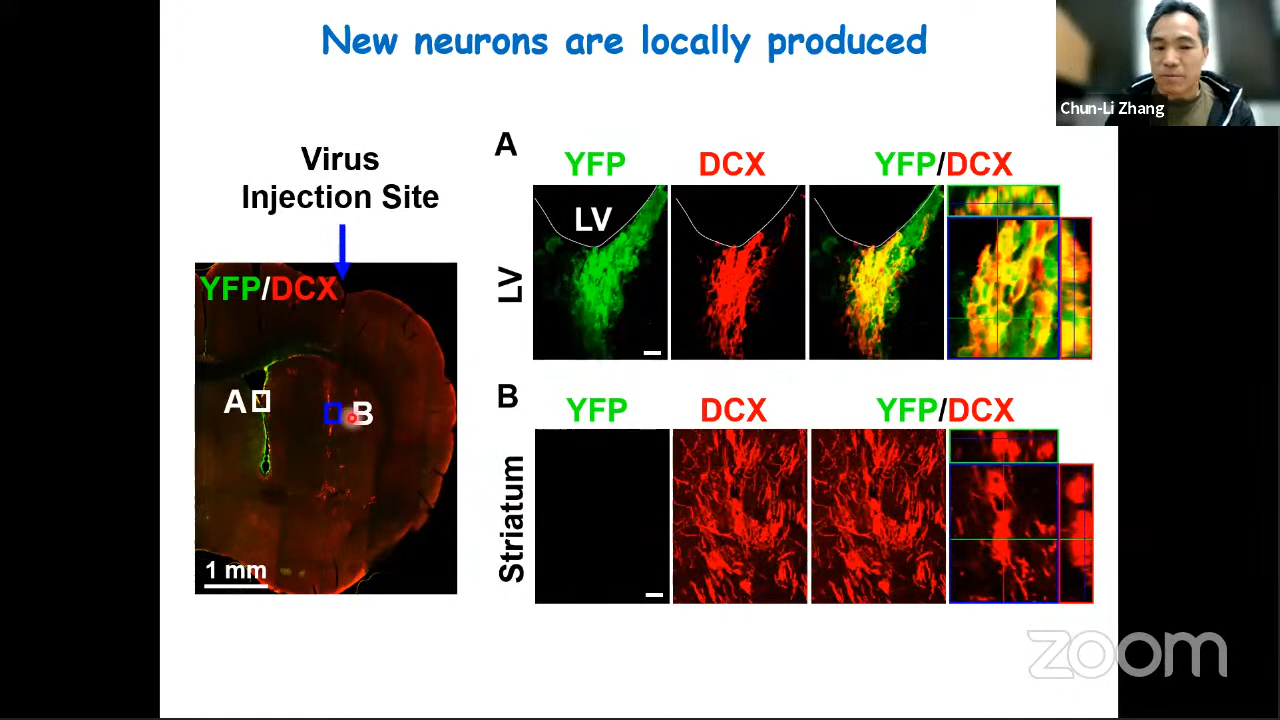 New neurons are locally produced
Chun-Li Zhang
Virus
Injection Site
YFP/DCX
A
B
1 mm
A
YFP
DCX
YFP/DCX
LV
LV
B
YFP
DCX
YFP/DCX
Striatum
zoom